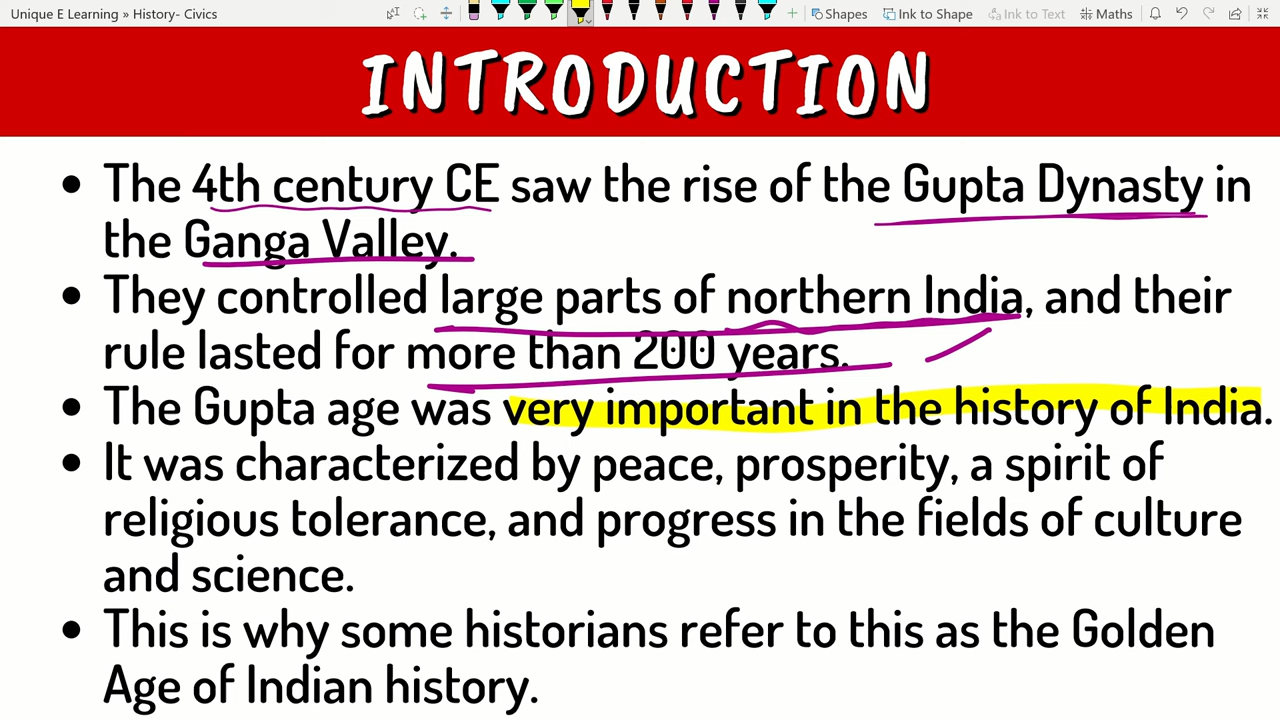 Unique E Learning » History- Civics
Shapes Ink to Shape Ink to Text Maths
INTRODUCTION
• The 4th century CE saw the rise of the Gupta Dynasty in
the Ganga Valley.
• They controlled large parts of northern India, and their
rule lasted for more than 200 years.
• The Gupta age was very important in the history of India.
• It was characterized by peace, prosperity, a spirit of
religious tolerance, and progress in the fields of culture
and science.
• This is why some historians refer to this as the Golden
Age of Indian history.